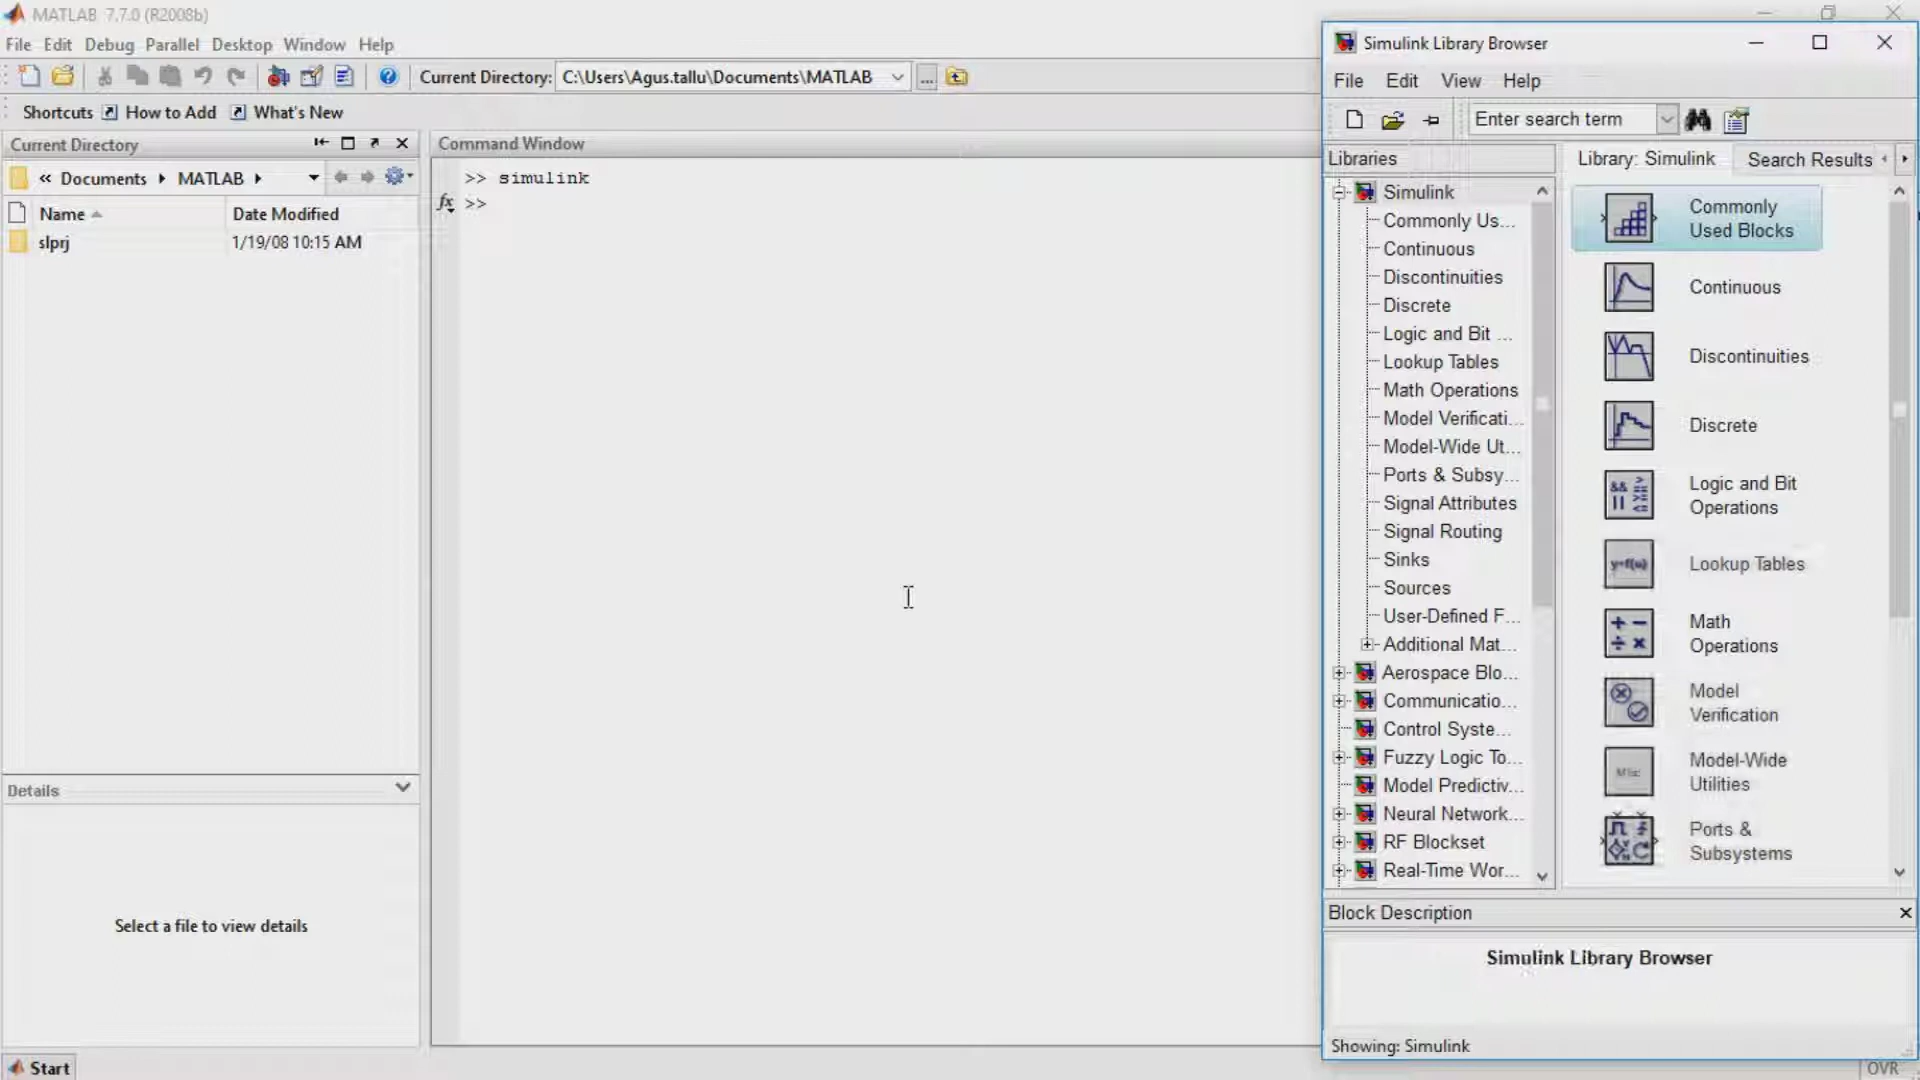 MATLAB 7.7.0 (R2008b)
File Edit Debug Parallel Desktop Window Help
Current Directory: C:\Users\Agus.tallu\Documents\MATLAB
Shortcuts How to Add What's New
Current Directory
« Documents MATLAB
Name Date Modified
slprj 1/19/08 10:15 AM
Details
Select a file to view details
Start
Command Window
>> simulink
fx >>
Simulink Library Browser
File Edit View Help
Enter search term
Libraries
Simulink
Commonly Us...
Continuous
Discontinuities
Discrete
Logic and Bit ...
Lookup Tables
Math Operations
Model Verificati...
Model-Wide Ut...
Ports & Subsy...
Signal Attributes
Signal Routing
Sinks
Sources
User-Defined F...
Additional Mat...
Aerospace Blo...
Communicatio...
Control Syste...
Fuzzy Logic To...
Model Predictiv...
Neural Network...
RF Blockset
Real-Time Wor...
Library: Simulink Search Results
Commonly
Used Blocks
Continuous
Discontinuities
Discrete
Logic and Bit
Operations
y=f(u)
Lookup Tables
Math
Operations
Model
Verification
Misc
Model-Wide
Utilities
Ports &
Subsystems
Block Description
Simulink Library Browser
Showing: Simulink
OVR